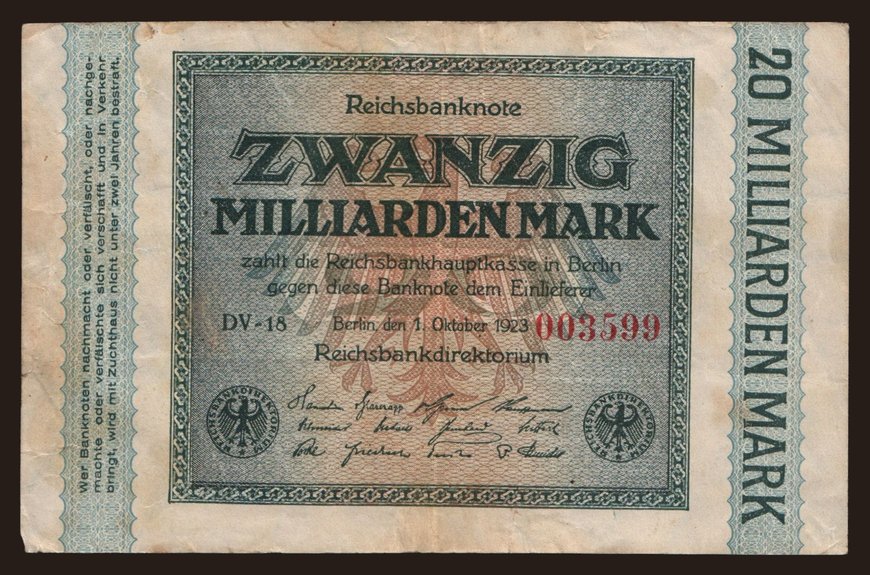 Wer Banknoten nachmacht oder verfälscht, oder nachge-
machte oder verfälschte sich verschafft und in Verkehr
bringt, wird mit Zuchthaus nicht unter zwei Jahren bestraft.
Reichsbanknote
ZWANZIG
MILLIARDEN MARK
zahlt die Reichsbankhauptkasse in Berlin
gegen diese Banknote dem Einlieferer
DV-18 Berlin, den 1. Oktober 1923 003599
Reichsbankdirektorium
REICHSBANKDIREKTORIUM
REICHSBANKDIREKTORIUM
20 MILLIARDEN MARK